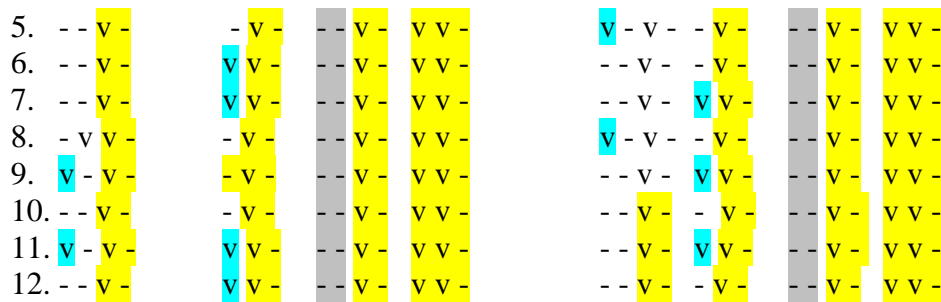 5. - - v - - v - - - v - v v - v - v - - v - - - v - v v -
6. - - v - v v - - - v - v v - - - v - - v - - - v - v v -
7. - - v - v v - - - v - v v - - - v - v v - - - v - v v -
8. - v v - - v - - - v - v v - v - v - - v - - - v - v v -
9. v - v - - v - - - v - v v - - - v - v v - - - v - v v -
10. - - v - - v - - - v - v v - - - v - - v - - - v - v v -
11. v - v - v v - - - v - v v - - - v - v v - - - v - v v -
12. - - v - v v - - - v - v v - - - v - - v - - - v - v v -